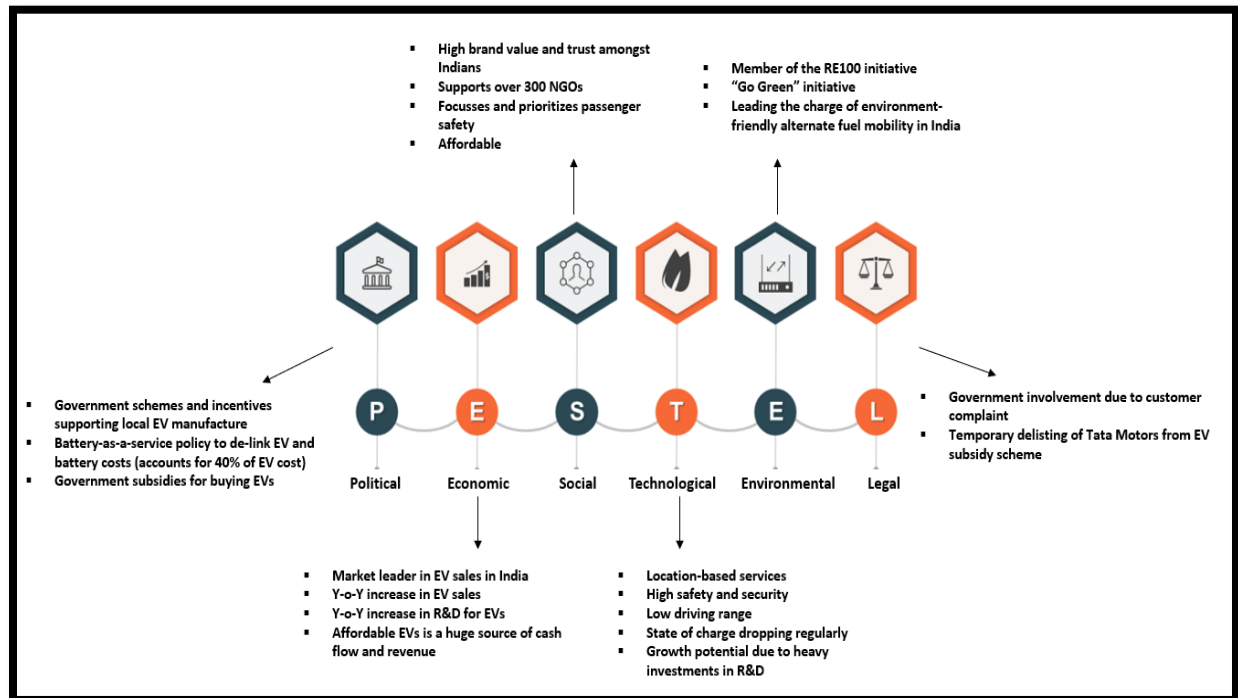 ▪ High brand value and trust amongst
Indians
▪ Supports over 300 NGOs
▪ Focusses and prioritizes passenger
safety
▪ Affordable
▪ Member of the RE100 initiative
▪ “Go Green” initiative
▪ Leading the charge of environment-
friendly alternate fuel mobility in India
▪ Government schemes and incentives
supporting local EV manufacture
▪ Battery-as-a-service policy to de-link EV and
battery costs (accounts for 40% of EV cost)
▪ Government subsidies for buying EVs
P E S T E L
Political Economic Social Technological Environmental Legal
▪ Government involvement due to customer
complaint
▪ Temporary delisting of Tata Motors from EV
subsidy scheme
▪ Market leader in EV sales in India
▪ Y-o-Y increase in EV sales
▪ Y-o-Y increase in R&D for EVs
▪ Affordable EVs is a huge source of cash
flow and revenue
▪ Location-based services
▪ High safety and security
▪ Low driving range
▪ State of charge dropping regularly
▪ Growth potential due to heavy
investments in R&D